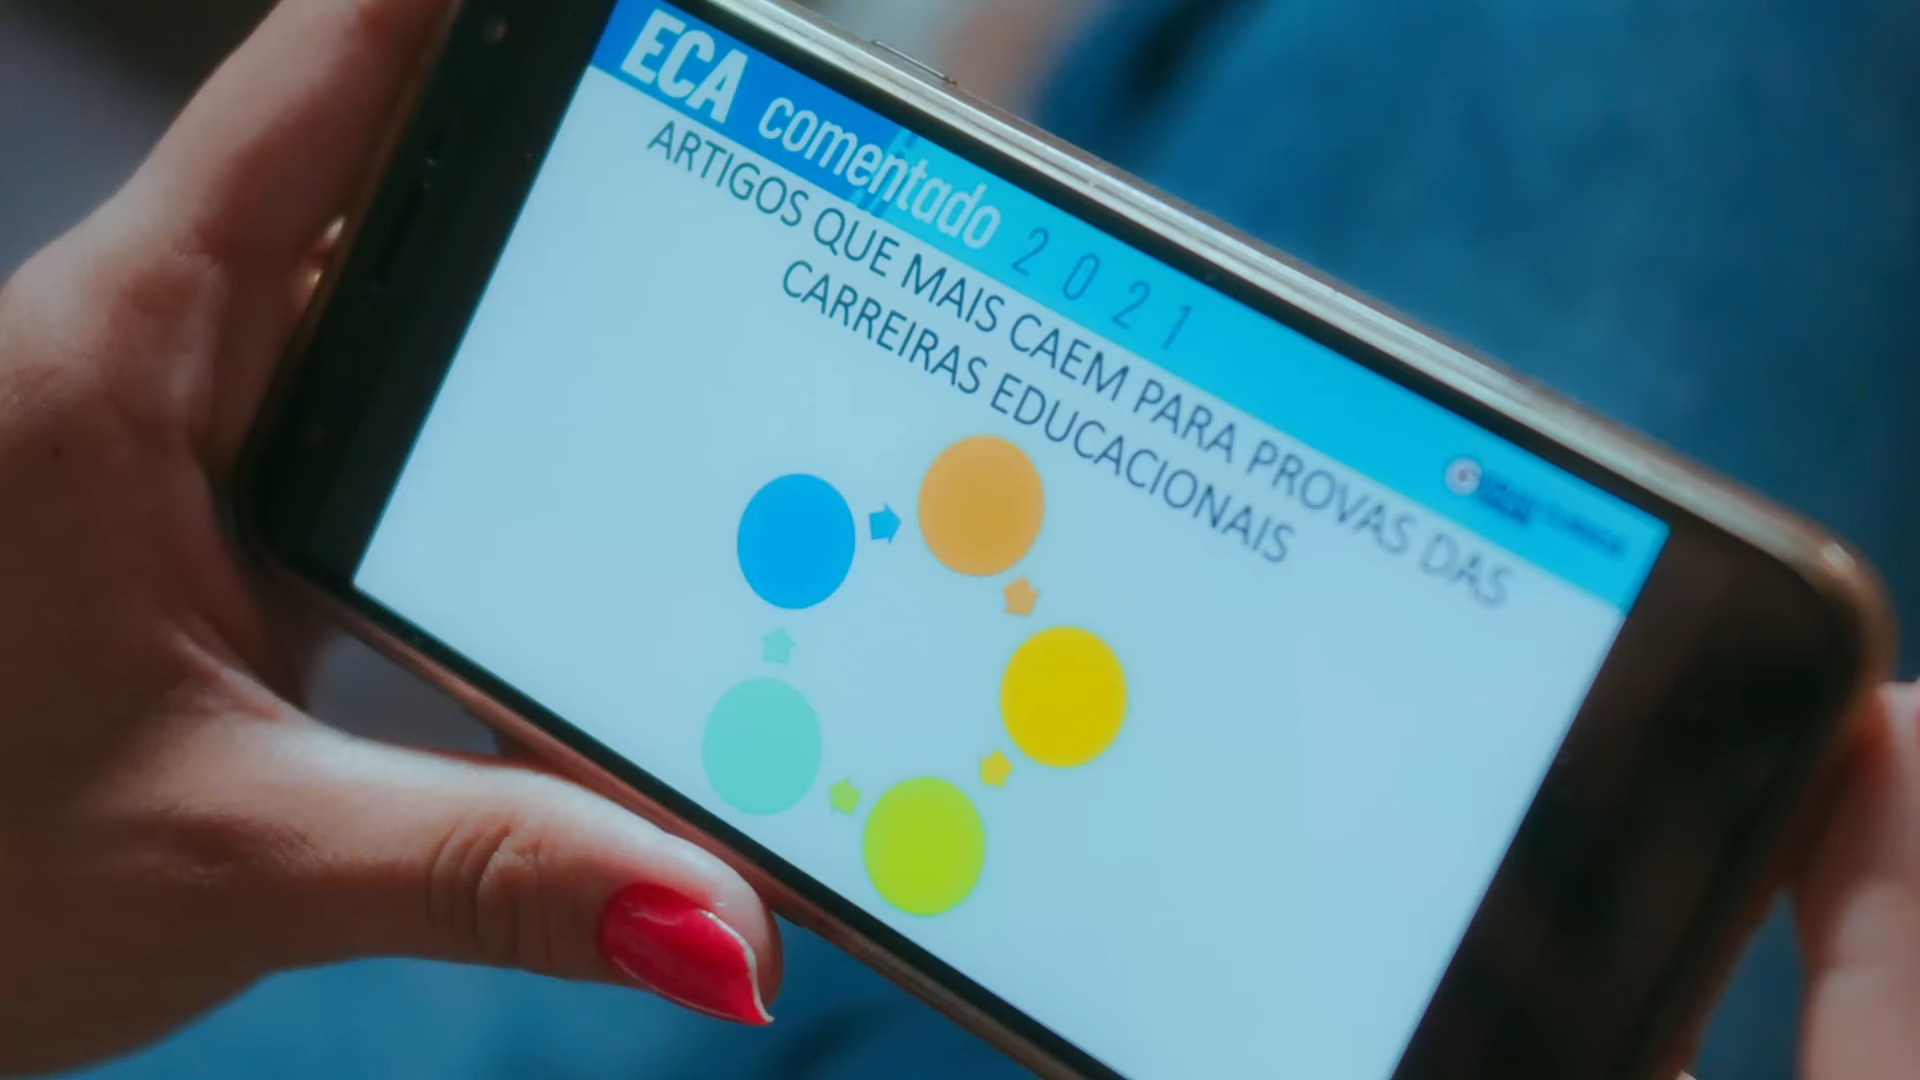 ECA comentado 2021
ARTIGOS QUE MAIS CAEM PARA PROVAS DAS
CARREIRAS EDUCACIONAIS